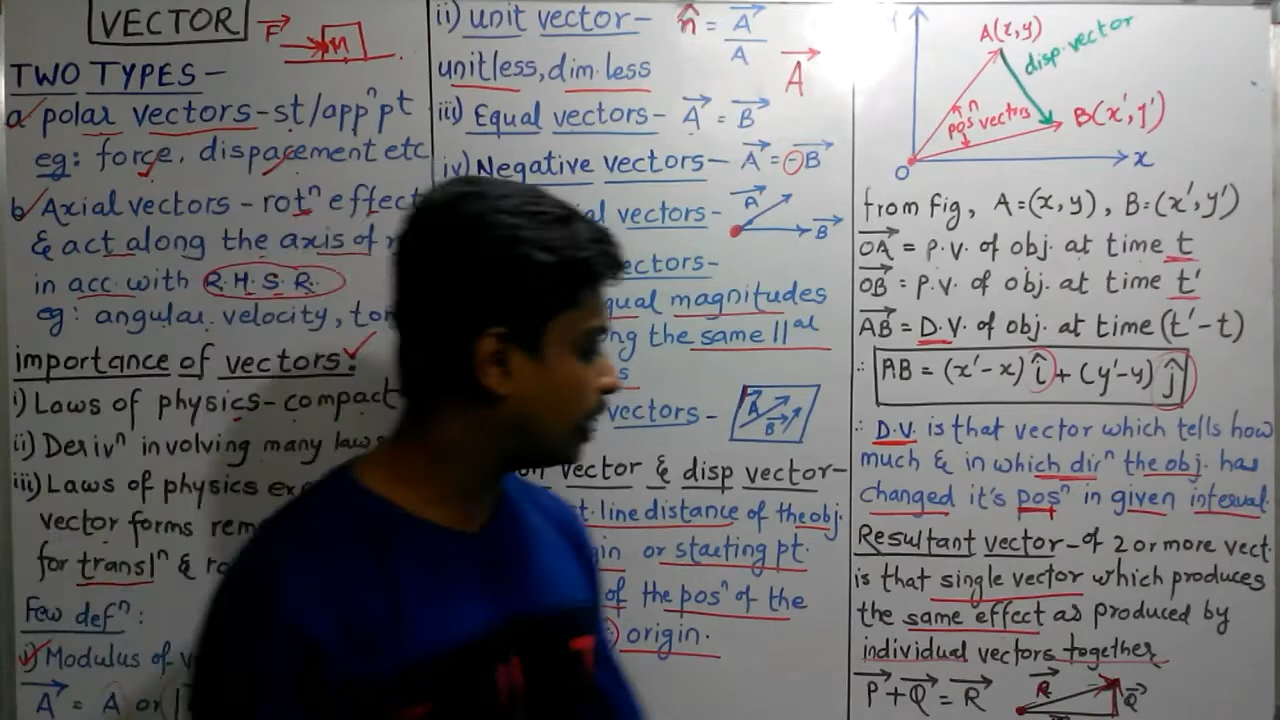 VECTOR
F M
TWO TYPES -
a polar vectors - st/appⁿ pt
eg: force, dispacement etc
b Axial vectors - rotⁿ effect
& act along the axis of
in acc. with R.H.S.R.
eg: angular velocity,
importance of vectors:
i) Laws of physics - compact
ii) Derivⁿ involving many laws
iii) Laws of physics
vector forms
for translⁿ &
Few defⁿ:
i) Modulus of
A⃗ = A or |
ii) unit vector - n̂ = A⃗/A
unitless, dim. less A⃗
iii) Equal vectors - A⃗ = B⃗
iv) Negative vectors - A⃗ = -B⃗
vectors - A⃗ B⃗
magnitudes
the same ||ᵃˡ
vectors - A B
vector & disp vector -
t. line distance of the obj.
or starting pt.
of the posⁿ of the
origin.
A(x,y)
disp. vector
posⁿ vectors
B(x',y')
O x
from fig, A=(x,y), B=(x',y')
OA⃗ = p.v. of obj. at time t
OB⃗ = p.v. of obj. at time t'
AB⃗ = D.V. of obj. at time (t'-t)
∴ AB = (x'-x) î + (y'-y) ĵ
∴ D.V. is that vector which tells how
much & in which dirⁿ the obj. has
changed it's posⁿ in given interval.
Resultant vector - of 2 or more vect.
is that single vector which produces
the same effect as produced by
individual vectors together
P⃗ + Q⃗ = R⃗ R⃗ Q⃗